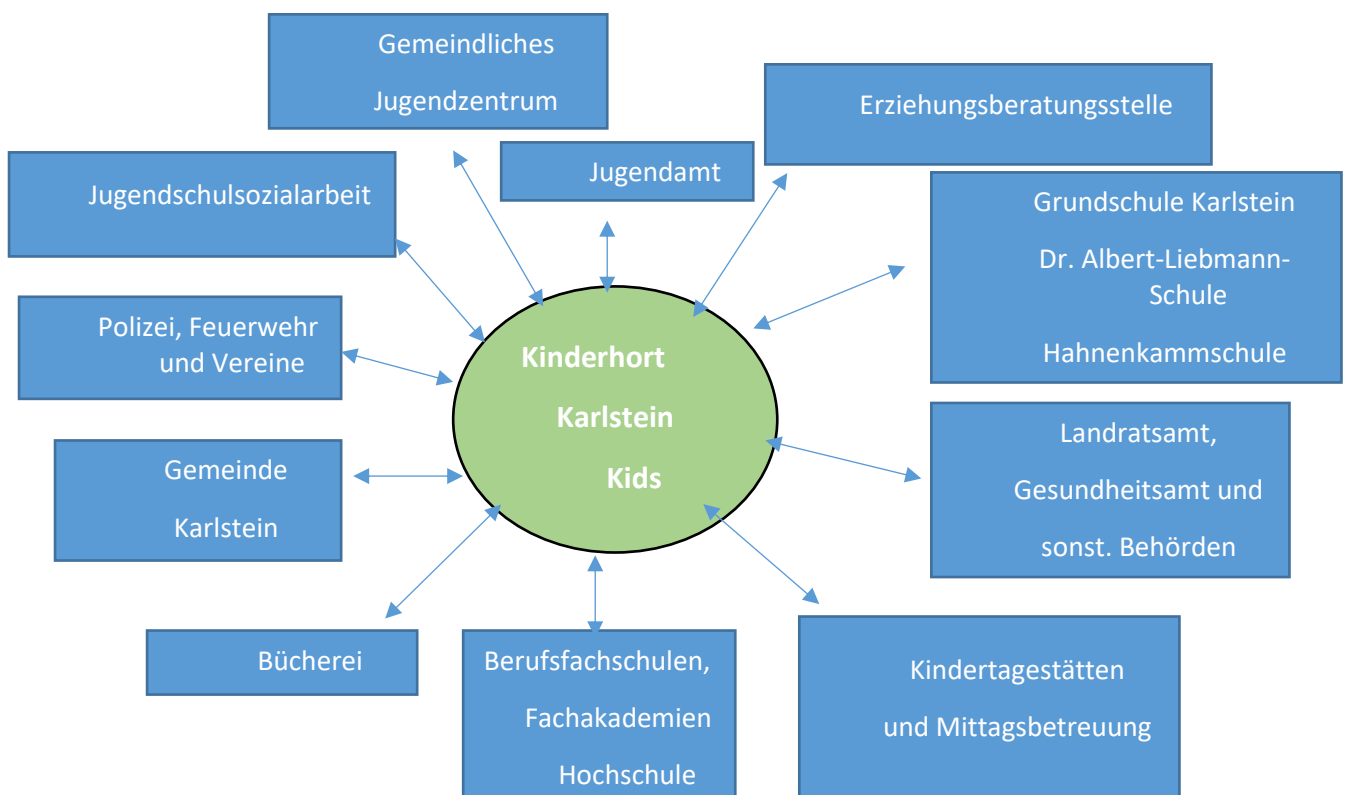 Gemeindliches
Jugendzentrum
Erziehungsberatungsstelle
Jugendamt
Jugendschulsozialarbeit
Grundschule Karlstein
Dr. Albert-Liebmann-
Schule
Hahnenkammschule
Polizei, Feuerwehr
und Vereine
Kinderhort
Karlstein
Kids
Landratsamt,
Gesundheitsamt und
sonst. Behörden
Gemeinde
Karlstein
Bücherei
Berufsfachschulen,
Fachakademien
Hochschule
Kindertagestätten
und Mittagsbetreuung